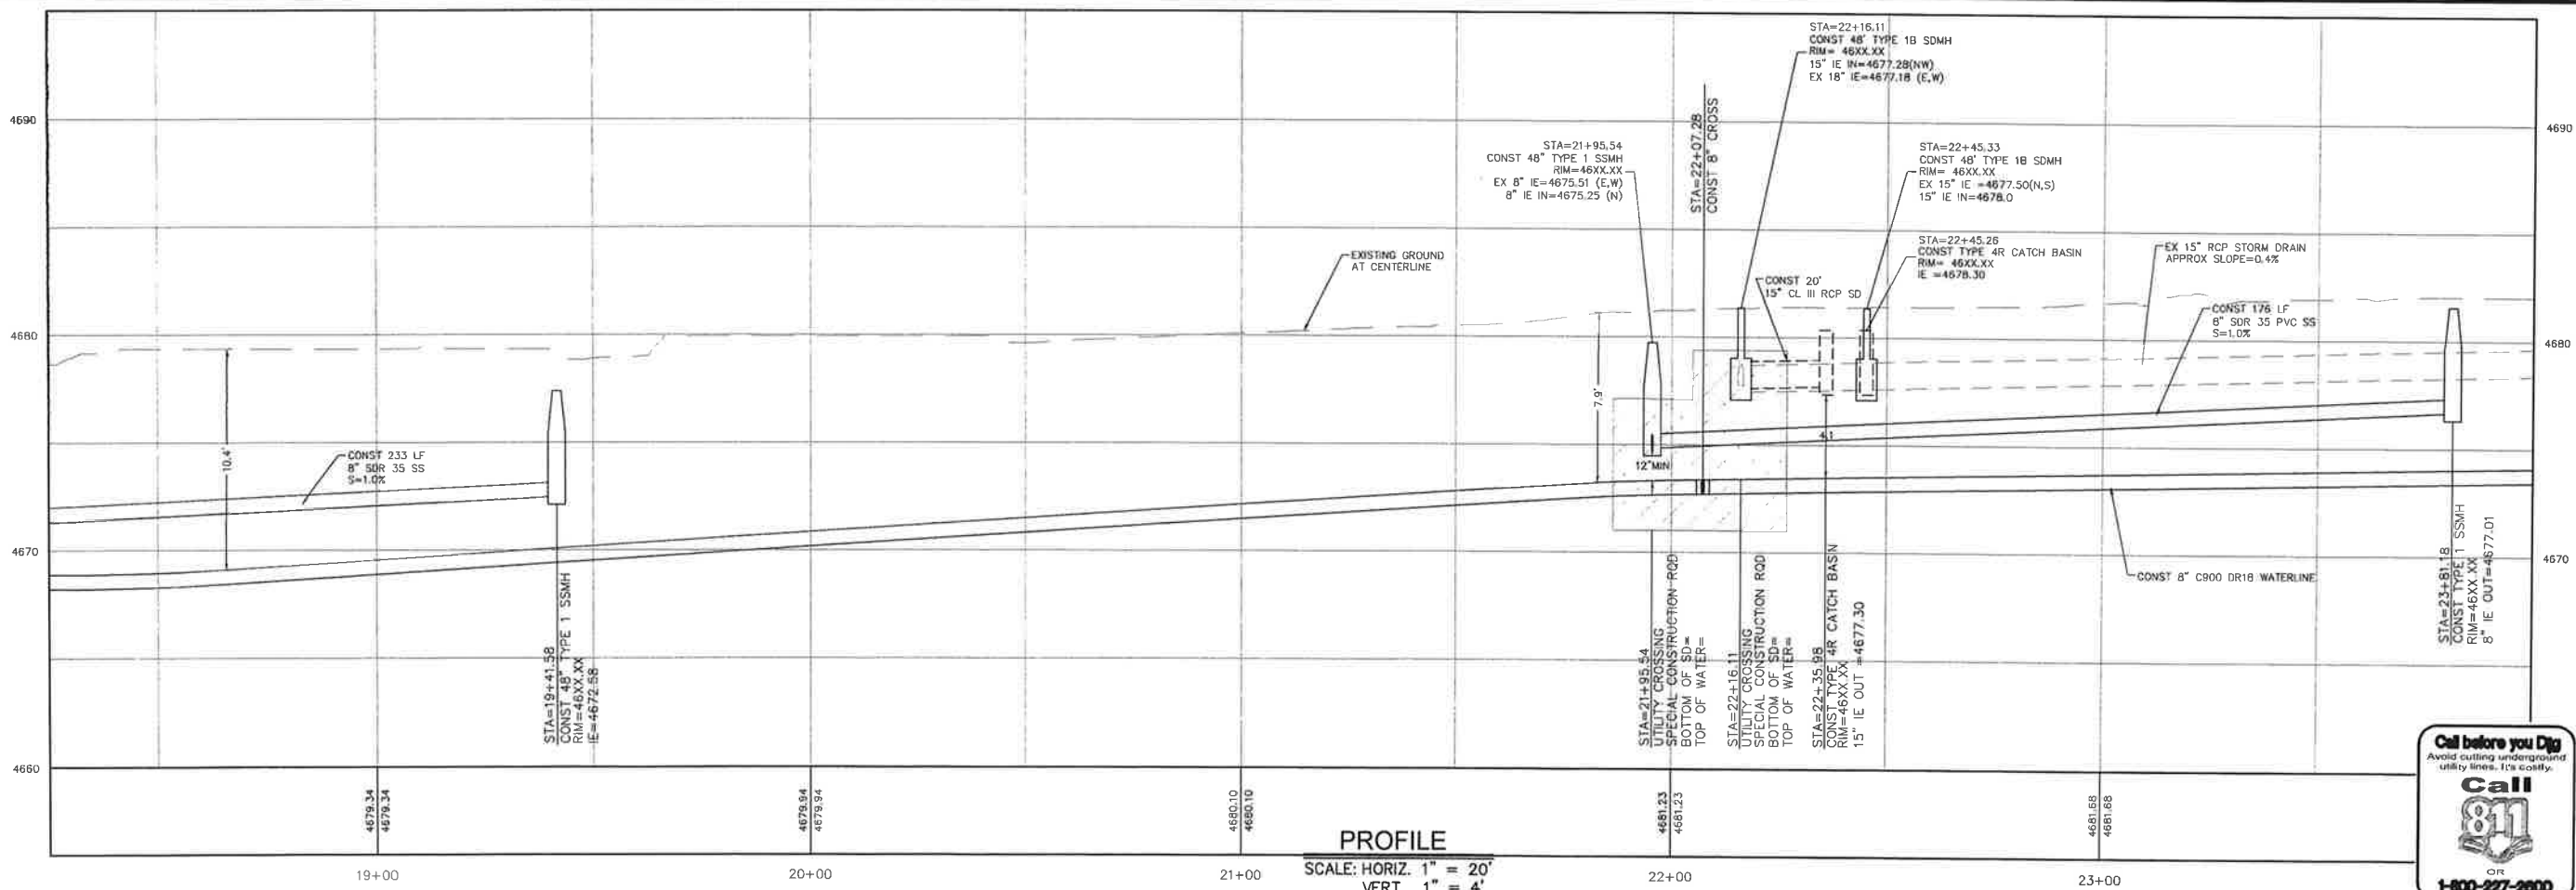 STA=22+16.11
CONST 48' TYPE 1B SDMH
RIM= 46XX.XX
15" IE IN=4677.28(NW)
EX 18" IE=4677.18 (E,W)
4690
4690
STA=21+95.54
CONST 48" TYPE 1 SSMH
RIM=46XX.XX
EX 8" IE=4675.51 (E,W)
8" IE IN=4675.25 (N)
STA=22+07.28
CONST 8" CROSS
STA=22+45.33
CONST 48' TYPE 1B SDMH
RIM= 46XX.XX
EX 15" IE =4677.50(N,S)
15" IE IN=4678.0
STA=22+45.26
CONST TYPE 4R CATCH BASIN
RIM= 46XX.XX
IE =4678.30
EX 15" RCP STORM DRAIN
APPROX SLOPE=0.4%
EXISTING GROUND
AT CENTERLINE
CONST 20'
15" CL III RCP SD
CONST 176 LF
8" SDR 35 PVC SS
S=1.0%
4680
4680
7.9'
10.4'
4.1
12"MIN
CONST 233 LF
8" SDR 35 SS
S=1.0%
4670
4670
CONST 8" C900 DR18 WATERLINE
STA=19+41.58
CONST 48" TYPE 1 SSMH
RIM=46XX.XX
IE=4672.58
STA=21+95.54
UTILITY CROSSING
SPECIAL CONSTRUCTION RQD
BOTTOM OF SD=
TOP OF WATER=
STA=22+16.11
UTILITY CROSSING
SPECIAL CONSTRUCTION RQD
BOTTOM OF SD=
TOP OF WATER=
STA=22+35.98
CONST TYPE 4R CATCH BASIN
RIM=46XX.XX
15" IE OUT =4677.30
STA=23+81.18
CONST TYPE 1 SSMH
RIM=46XX.XX
8" IE OUT=4677.01
4660
4679.34
4679.34
4679.94
4679.94
4680.10
4680.10
4681.23
4681.23
4681.68
4681.68
19+00
20+00
21+00
22+00
23+00
PROFILE
SCALE: HORIZ. 1" = 20'
VERT. 1" = 4'
Call before you Dig
Avoid cutting underground
utility lines. It's costly.
Call
811
OR
1-800-227-2600